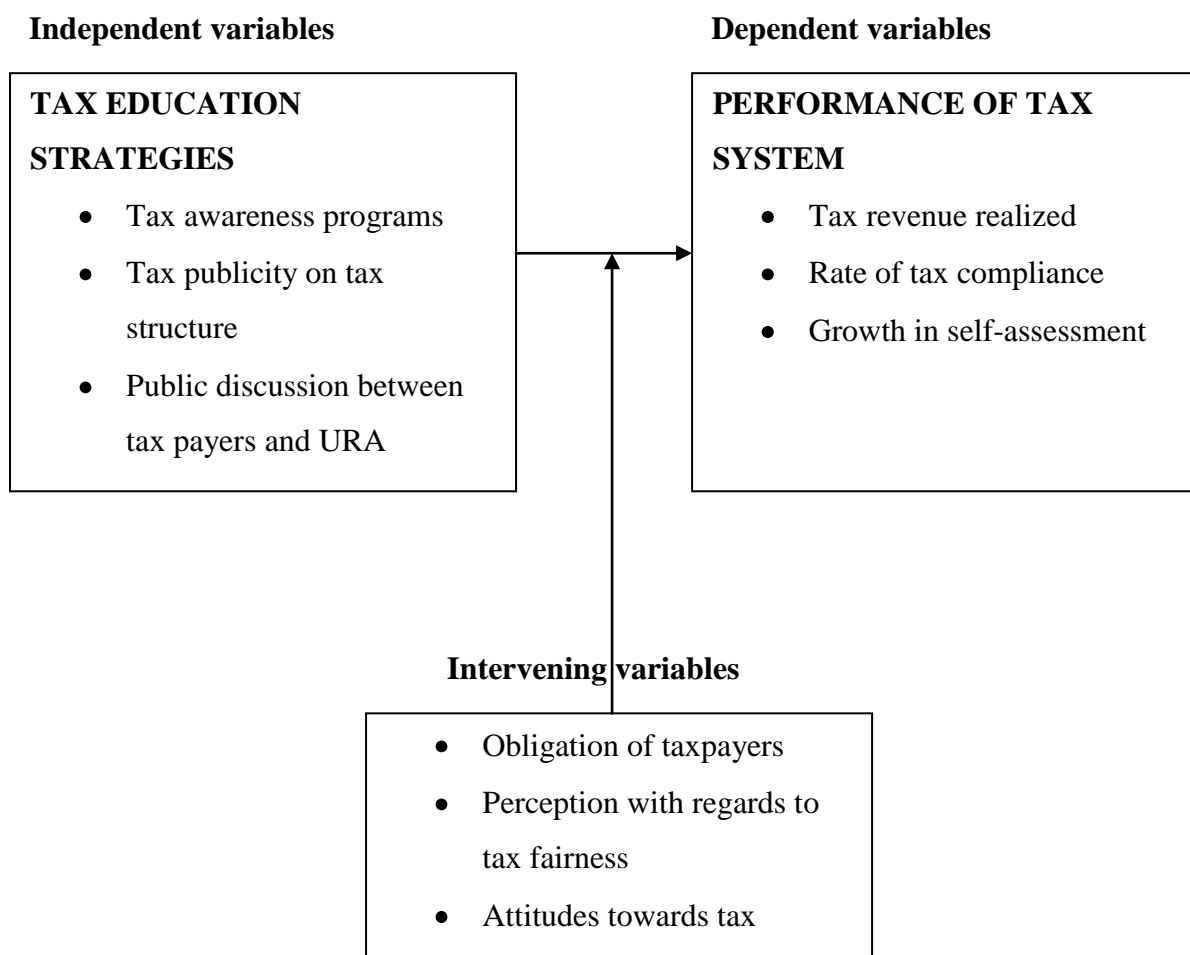 Independent variables
Dependent variables
TAX EDUCATION
STRATEGIES
• Tax awareness programs
• Tax publicity on tax
structure
• Public discussion between
tax payers and URA
PERFORMANCE OF TAX
SYSTEM
• Tax revenue realized
• Rate of tax compliance
• Growth in self-assessment
Intervening variables
• Obligation of taxpayers
• Perception with regards to
tax fairness
• Attitudes towards tax